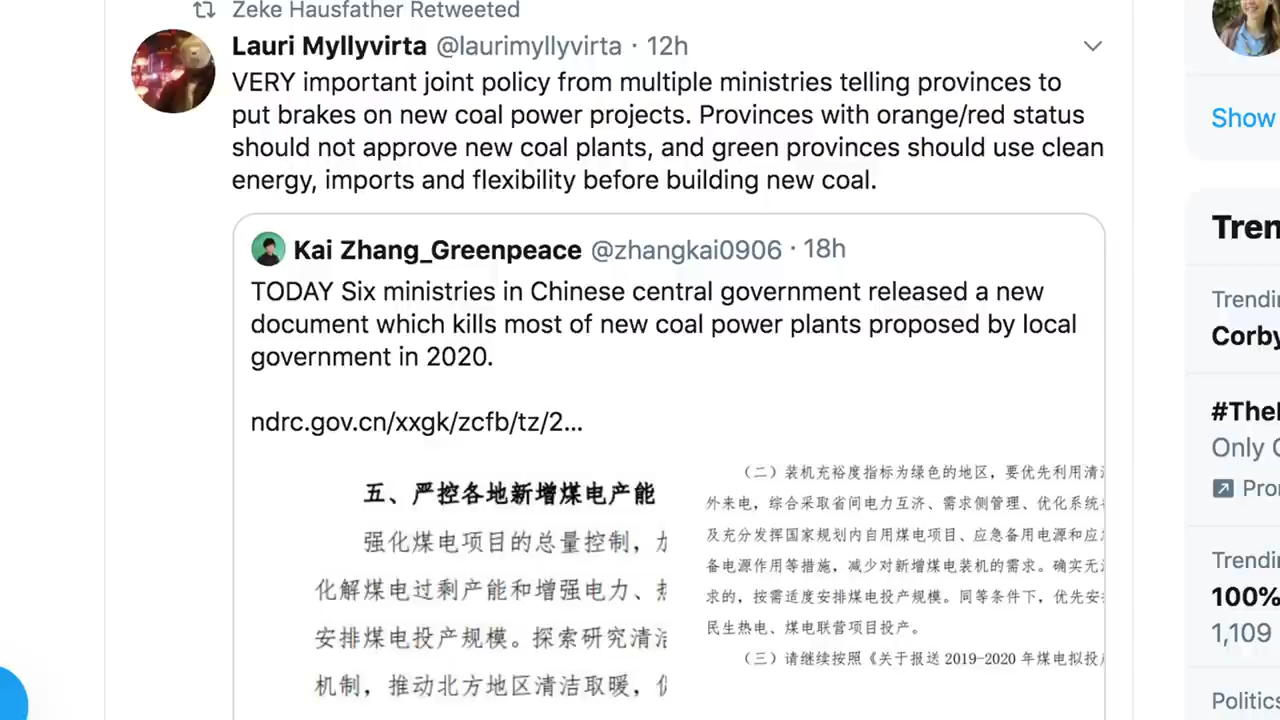 Zeke Hausfather Retweeted
Lauri Myllyvirta @laurimyllyvirta · 12h
VERY important joint policy from multiple ministries telling provinces to
put brakes on new coal power projects. Provinces with orange/red status
should not approve new coal plants, and green provinces should use clean
energy, imports and flexibility before building new coal.
Kai Zhang_Greenpeace @zhangkai0906 · 18h
TODAY Six ministries in Chinese central government released a new
document which kills most of new coal power plants proposed by local
government in 2020.
ndrc.gov.cn/xxgk/zcfb/tz/2...
五、严控各地新增煤电产能
强化煤电项目的总量控制，
化解煤电过剩产能和增强电力、
安排煤电投产规模。探索研究清洁
机制，推动北方地区清洁取暖，
（二）装机充裕度指标为绿色的地区，要优先利用清
外来电，综合采取省间电力互济、需求侧管理、优化系统
及充分发挥国家规划内自用煤电项目、应急备用电源和应
备电源作用等措施，减少对新增煤电装机的需求。确实无
求的，按需适度安排煤电投产规模。同等条件下，优先安
民生热电、煤电联营项目投产。
（三）请继续按照《关于报送 2019-2020 年煤电拟投
Show
Tren
Trendi
Corby
#The
Only
Pro
Trendi
100%
1,109
Politics